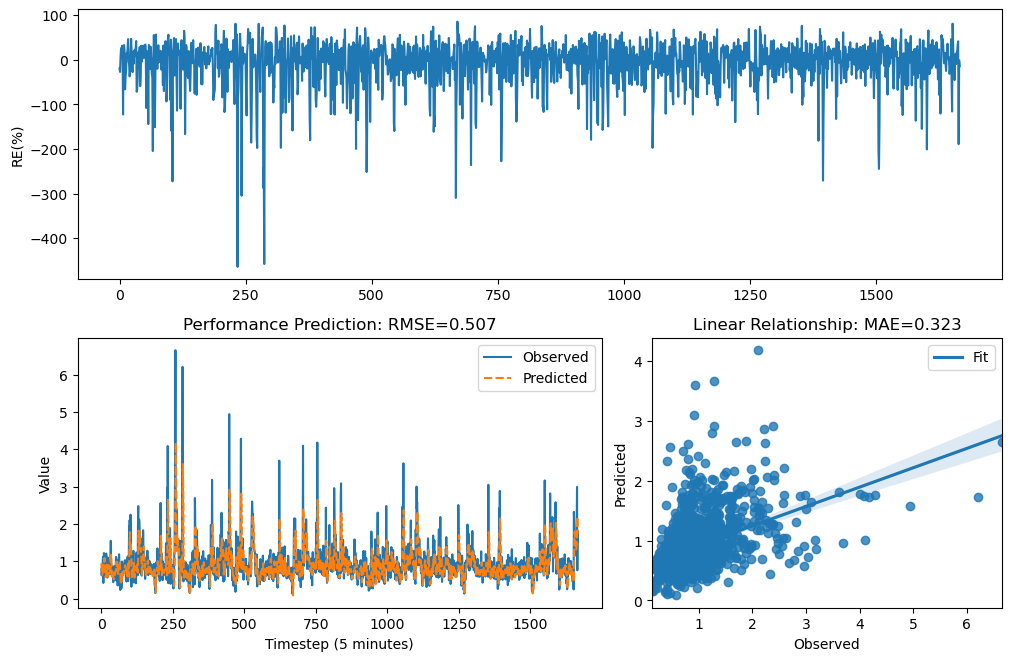 100
0
−100
−200
−300
−400
RE(%)
0 250 500 750 1000 1250 1500
Performance Prediction: RMSE=0.507
Observed
Predicted
6
5
4
3
2
1
0
Value
0 250 500 750 1000 1250 1500
Timestep (5 minutes)
Linear Relationship: MAE=0.323
Fit
4
3
2
1
0
Predicted
1 2 3 4 5 6
Observed